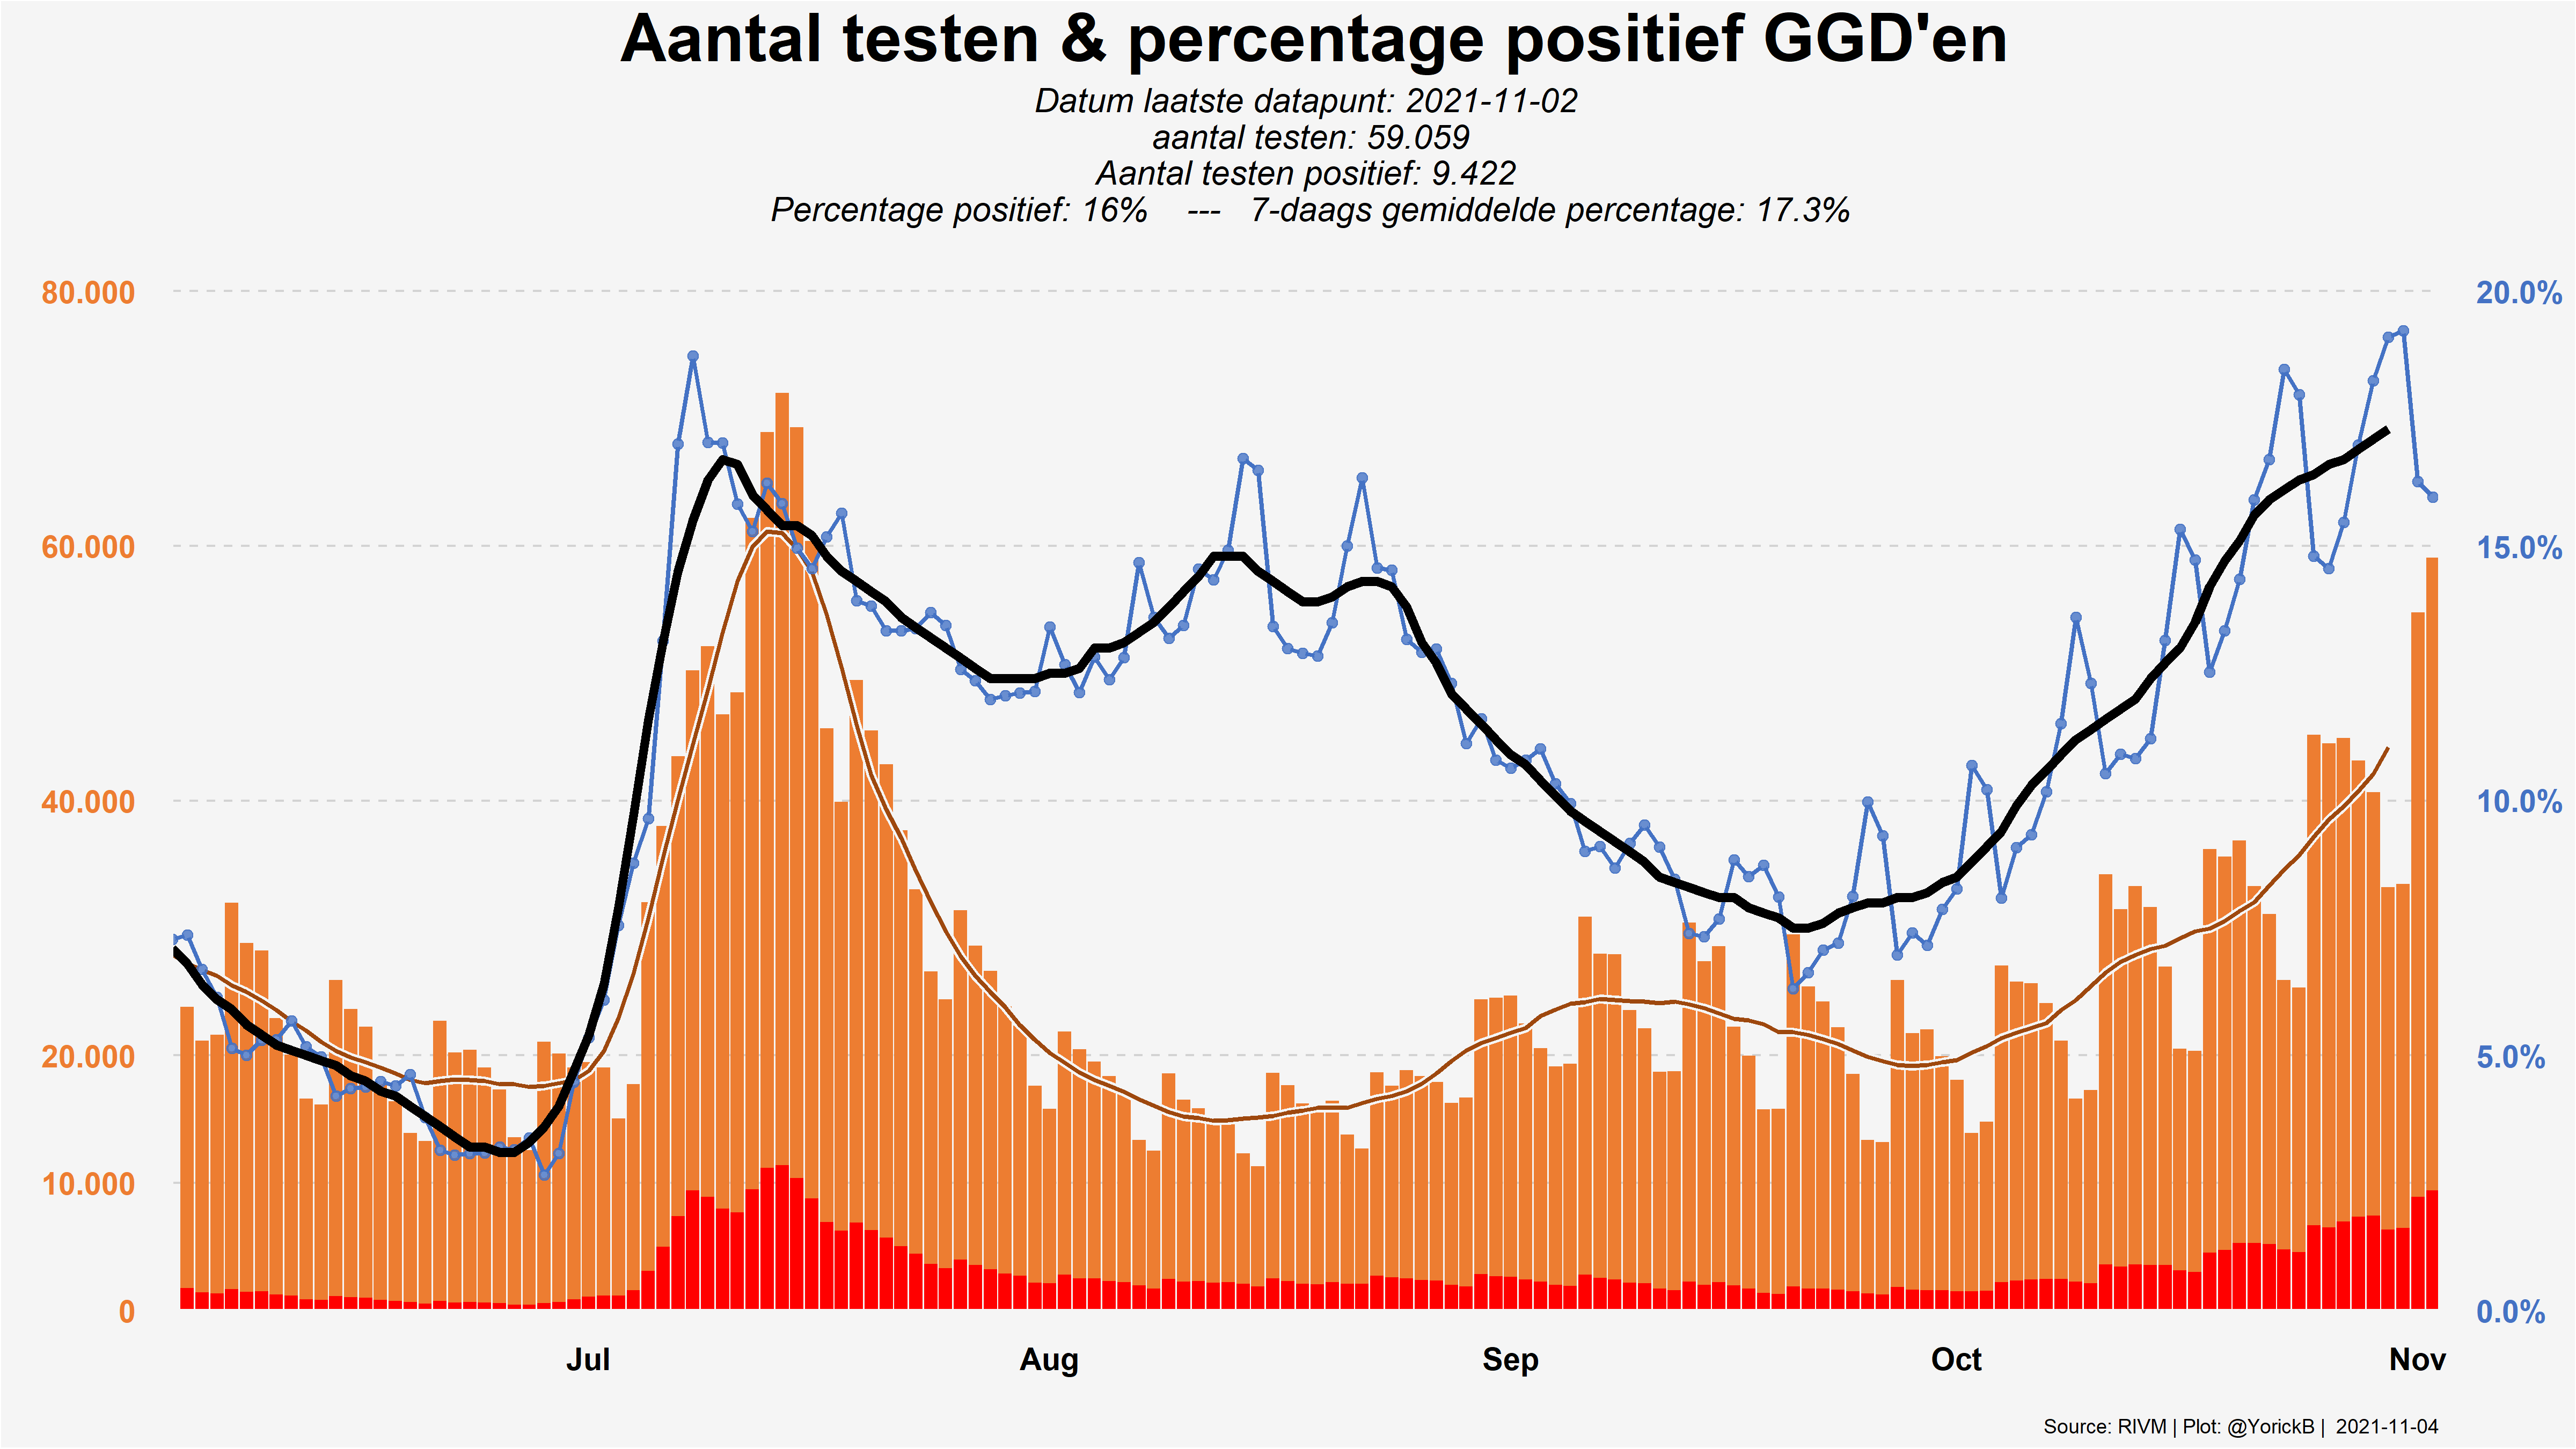 Aantal testen & percentage positief GGD'en
Datum laatste datapunt: 2021-11-02
aantal testen: 59.059
Aantal testen positief: 9.422
Percentage positief: 16% --- 7-daags gemiddelde percentage: 17.3%
80.000
20.0%
60.000
15.0%
40.000
10.0%
20.000
5.0%
10.000
0
0.0%
Jul
Aug
Sep
Oct
Nov
Source: RIVM | Plot: @YorickB | 2021-11-04